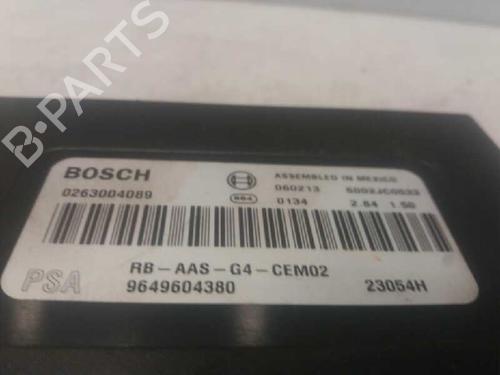 B-PARTS
BOSCH
ASSEMBLED IN MEXICO
0263004089
060213
0134
2.84 1.50
RB-AAS-G4-CEM02
PSA
9649604380
23054H